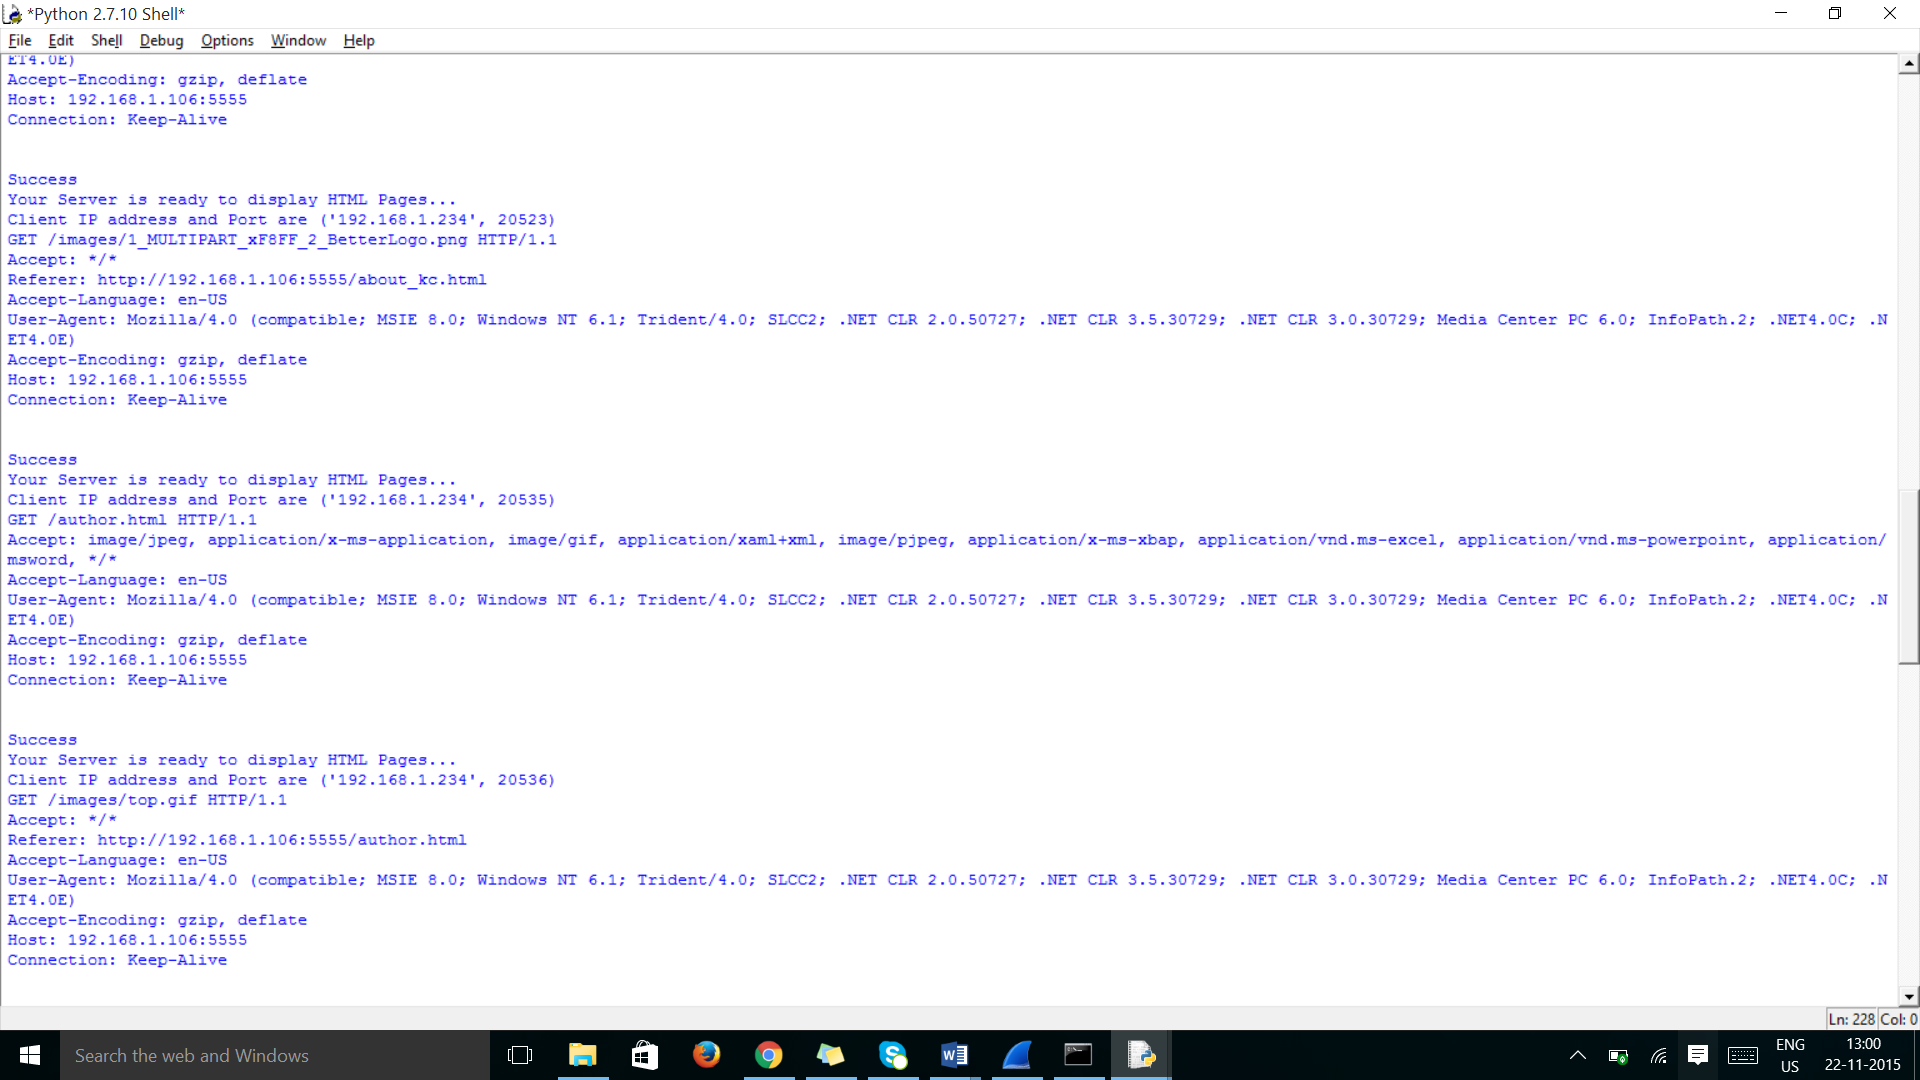 *Python 2.7.10 Shell*
File Edit Shell Debug Options Window Help
ET4.0E)
Accept-Encoding: gzip, deflate
Host: 192.168.1.106:5555
Connection: Keep-Alive
Success
Your Server is ready to display HTML Pages...
Client IP address and Port are ('192.168.1.234', 20523)
GET /images/1_MULTIPART_xF8FF_2_BetterLogo.png HTTP/1.1
Accept: */*
Referer: http://192.168.1.106:5555/about_kc.html
Accept-Language: en-US
User-Agent: Mozilla/4.0 (compatible; MSIE 8.0; Windows NT 6.1; Trident/4.0; SLCC2; .NET CLR 2.0.50727; .NET CLR 3.5.30729; .NET CLR 3.0.30729; Media Center PC 6.0; InfoPath.2; .NET4.0C; .N
ET4.0E)
Accept-Encoding: gzip, deflate
Host: 192.168.1.106:5555
Connection: Keep-Alive
Success
Your Server is ready to display HTML Pages...
Client IP address and Port are ('192.168.1.234', 20535)
GET /author.html HTTP/1.1
Accept: image/jpeg, application/x-ms-application, image/gif, application/xaml+xml, image/pjpeg, application/x-ms-xbap, application/vnd.ms-excel, application/vnd.ms-powerpoint, application/
msword, */*
Accept-Language: en-US
User-Agent: Mozilla/4.0 (compatible; MSIE 8.0; Windows NT 6.1; Trident/4.0; SLCC2; .NET CLR 2.0.50727; .NET CLR 3.5.30729; .NET CLR 3.0.30729; Media Center PC 6.0; InfoPath.2; .NET4.0C; .N
ET4.0E)
Accept-Encoding: gzip, deflate
Host: 192.168.1.106:5555
Connection: Keep-Alive
Success
Your Server is ready to display HTML Pages...
Client IP address and Port are ('192.168.1.234', 20536)
GET /images/top.gif HTTP/1.1
Accept: */*
Referer: http://192.168.1.106:5555/author.html
Accept-Language: en-US
User-Agent: Mozilla/4.0 (compatible; MSIE 8.0; Windows NT 6.1; Trident/4.0; SLCC2; .NET CLR 2.0.50727; .NET CLR 3.5.30729; .NET CLR 3.0.30729; Media Center PC 6.0; InfoPath.2; .NET4.0C; .N
ET4.0E)
Accept-Encoding: gzip, deflate
Host: 192.168.1.106:5555
Connection: Keep-Alive
Ln: 228 Col: 0
Search the web and Windows
ENG
US
13:00
22-11-2015